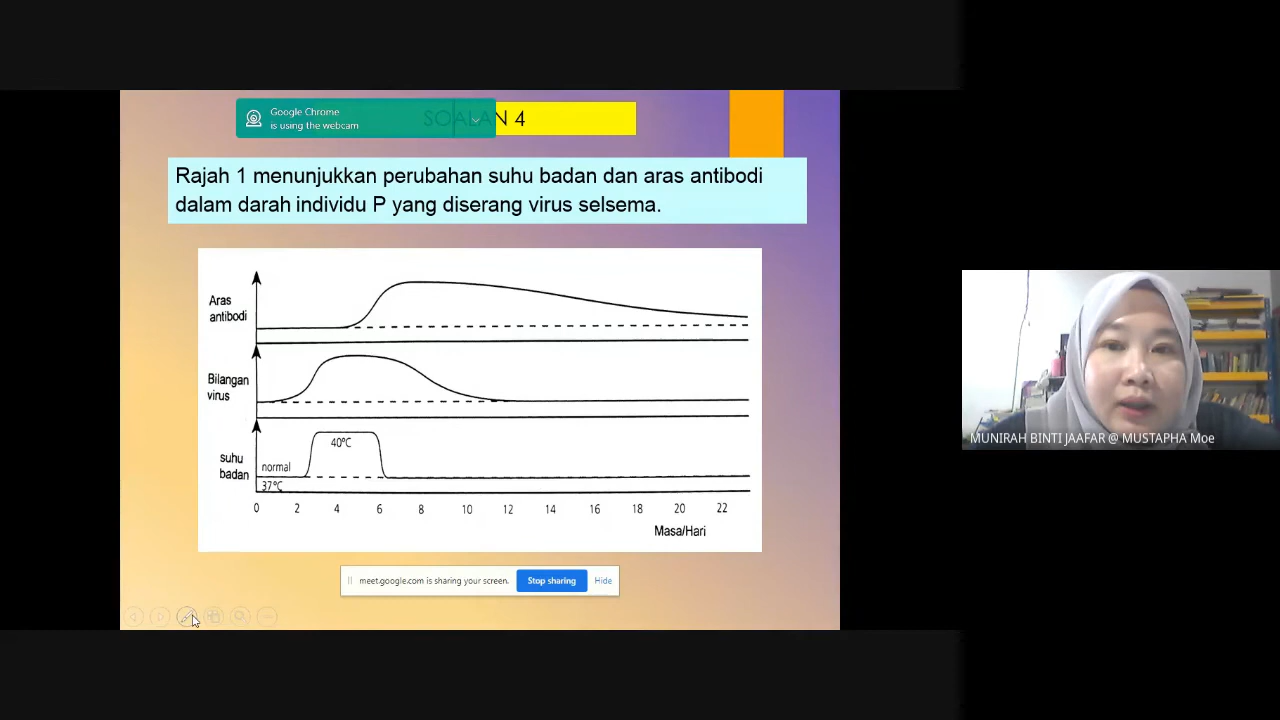 Google Chrome
is using the webcam
SOALAN 4
Rajah 1 menunjukkan perubahan suhu badan dan aras antibodi
dalam darah individu P yang diserang virus selsema.
Aras
antibodi
Bilangan
virus
suhu
badan
normal
37°C
40°C
0 2 4 6 8 10 12 14 16 18 20 22
Masa/Hari
meet.google.com is sharing your screen.
Stop sharing
Hide
MUNIRAH BINTI JAAFAR @ MUSTAPHA Moe